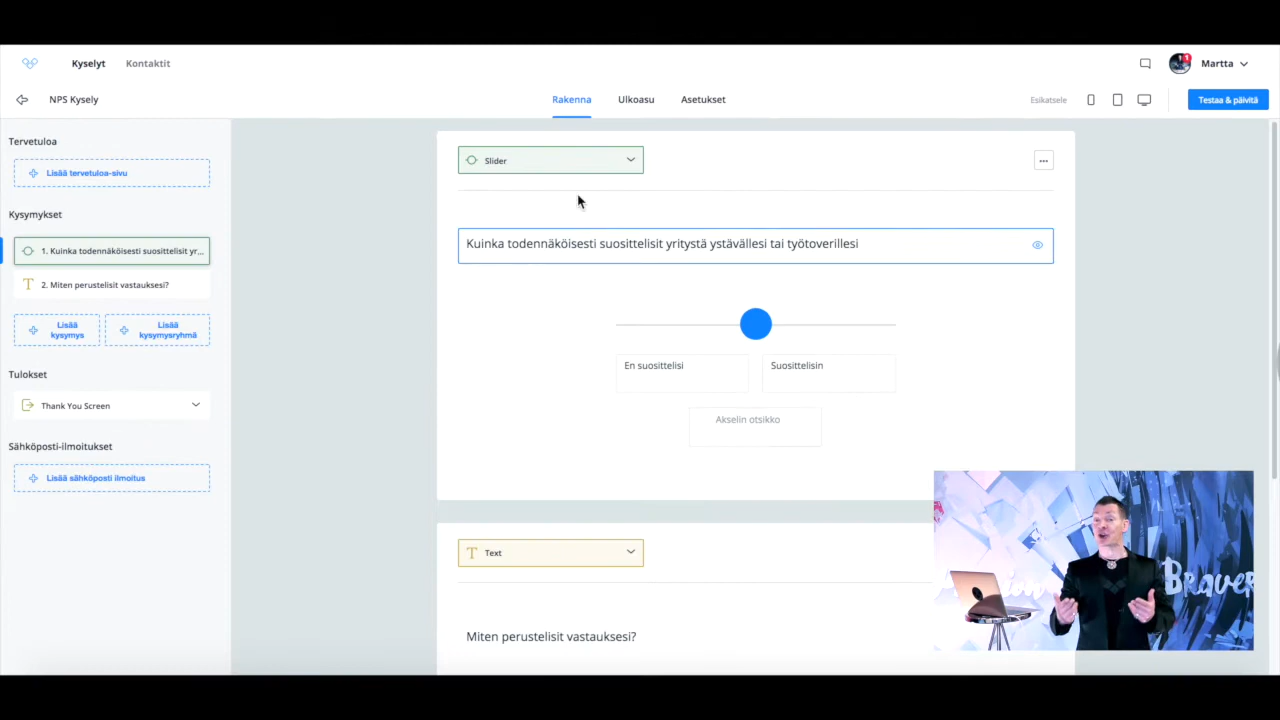 Kyselyt Kontaktit
1 Martta
NPS Kysely Rakenna Ulkoasu Asetukset Esikatsele Testaa & päivitä
Tervetuloa
Lisää tervetuloa-sivu
Kysymykset
1. Kuinka todennäköisesti suosittelisit yr...
2. Miten perustelisit vastauksesi?
Lisää
kysymys
Lisää
kysymysryhmä
Tulokset
Thank You Screen
Sähköposti-ilmoitukset
Lisää sähköposti ilmoitus
Slider
Kuinka todennäköisesti suosittelisit yritystä ystävällesi tai työtoverillesi
En suosittelisi Suosittelisin
Akselin otsikko
T Text
Miten perustelisit vastauksesi?
Braver